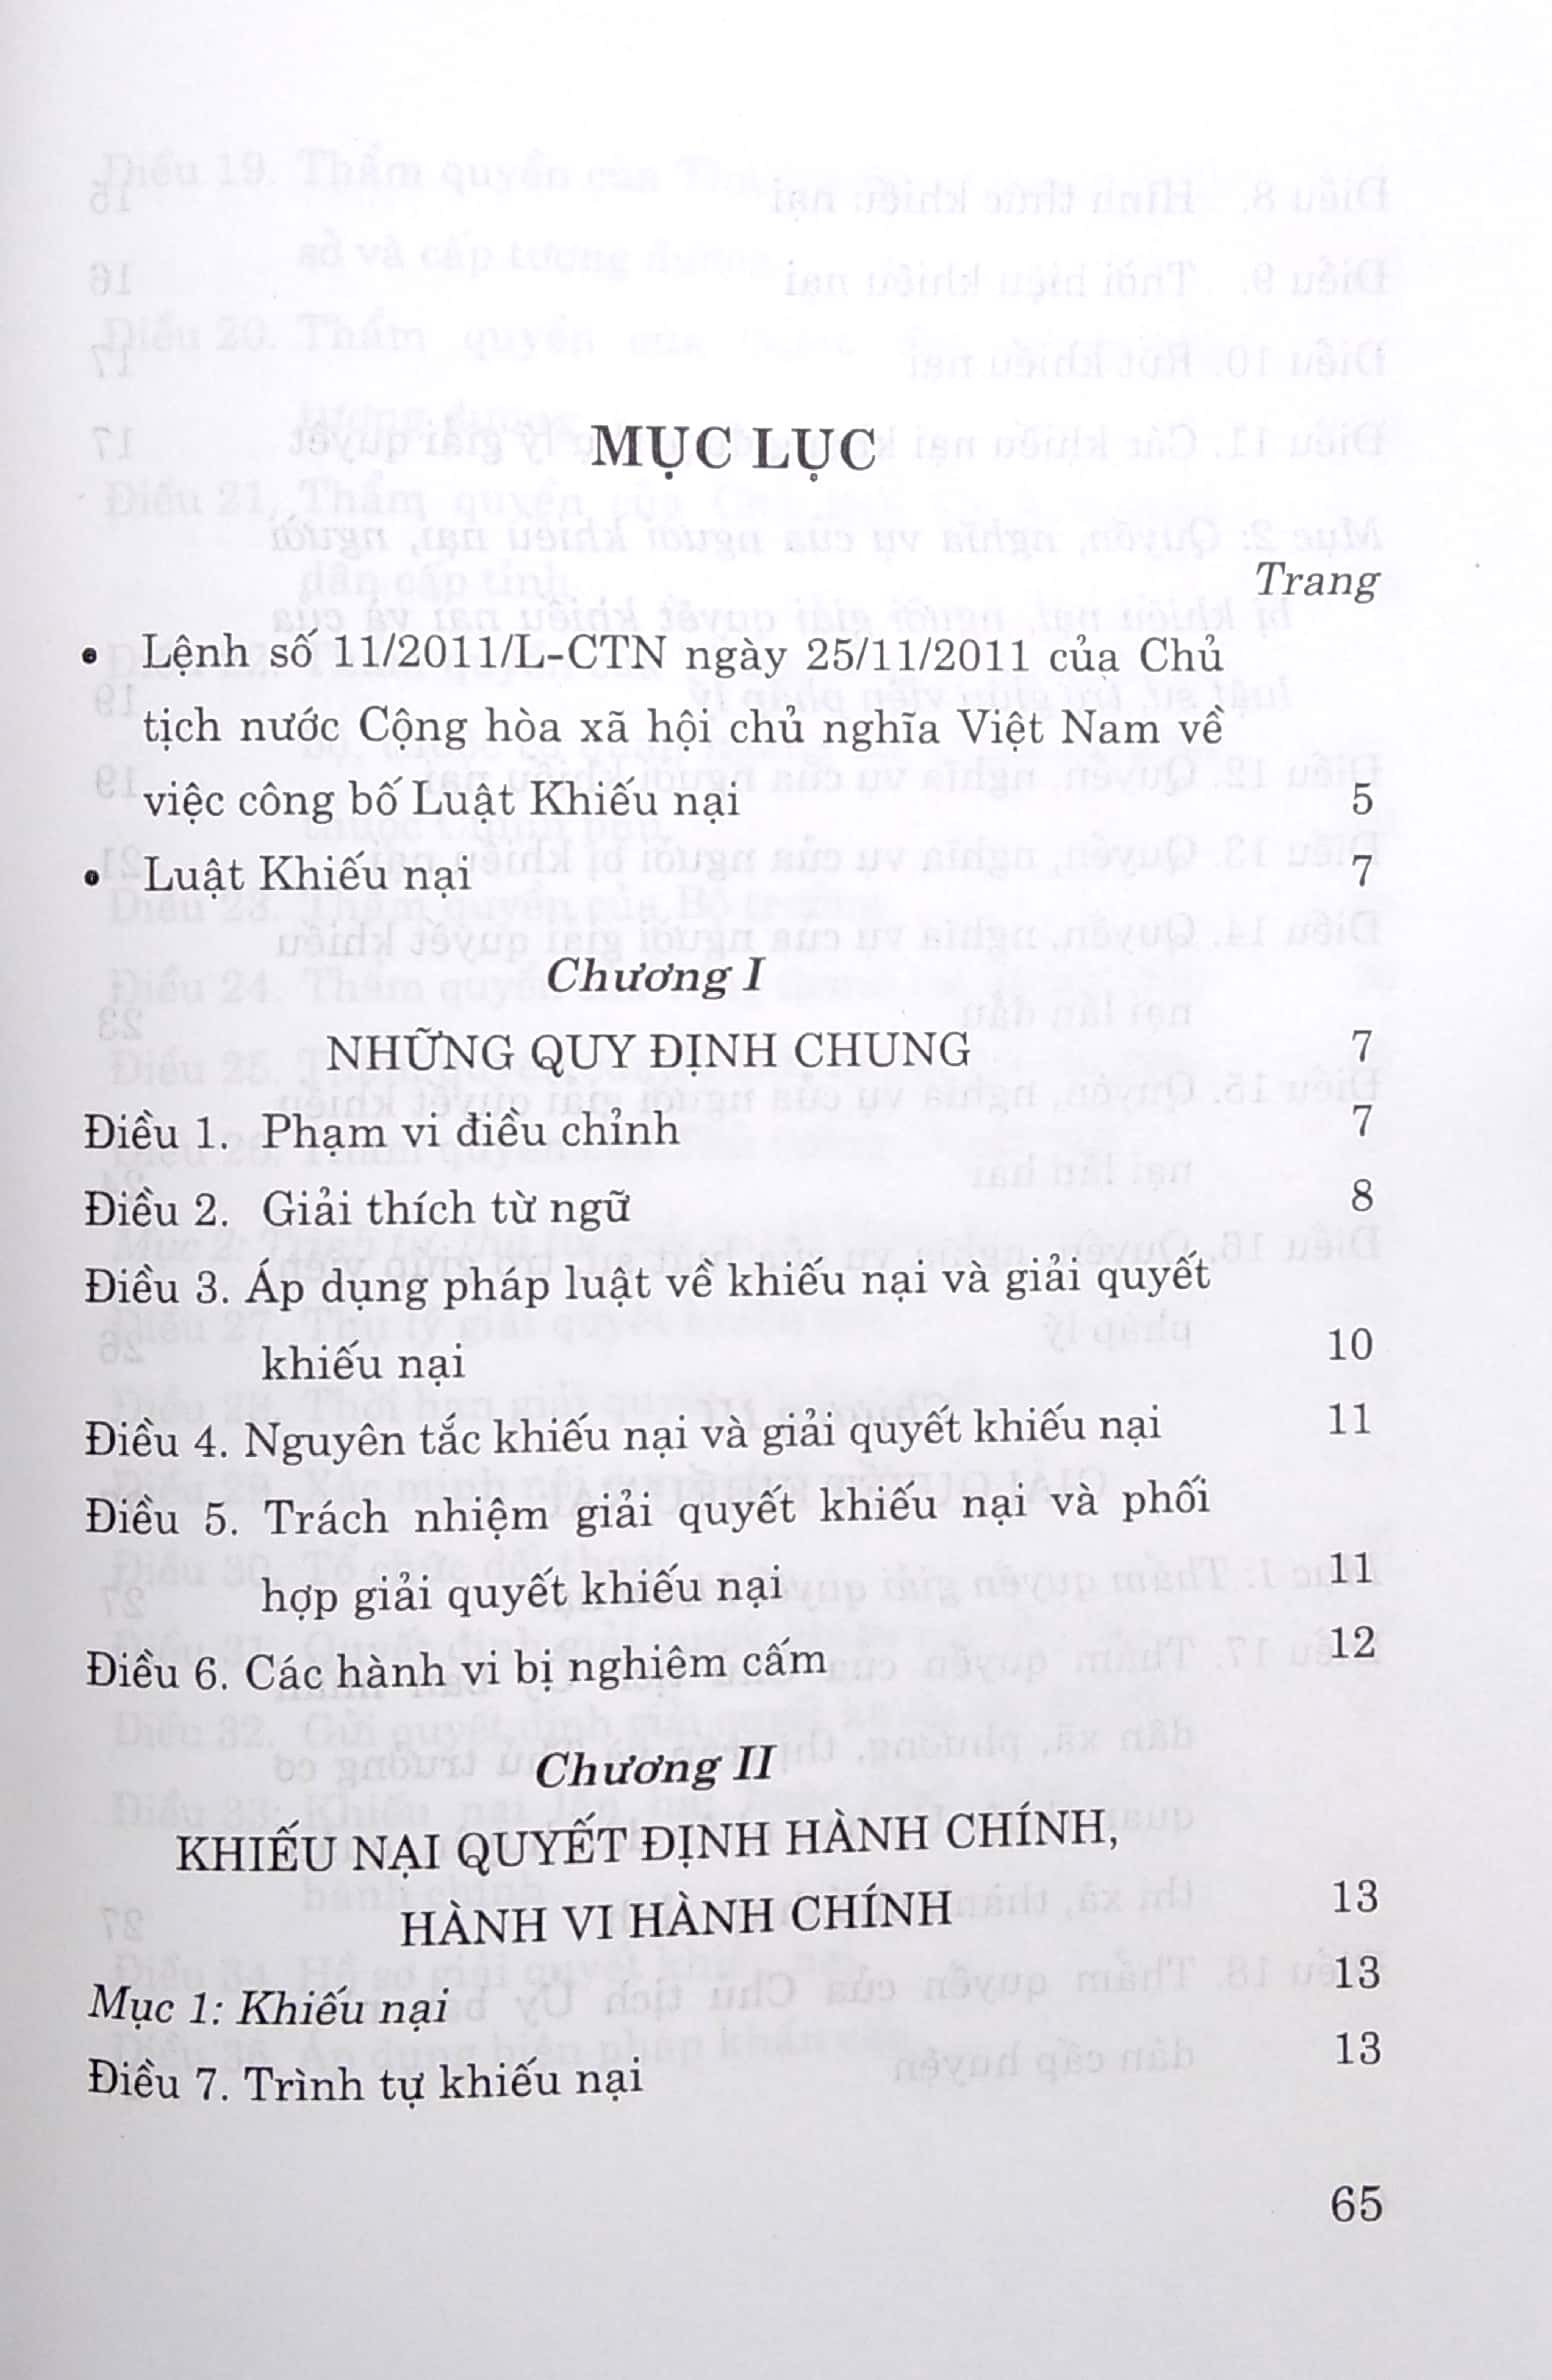 MỤC LỤC
Trang
• Lệnh số 11/2011/L-CTN ngày 25/11/2011 của Chủ
tịch nước Cộng hòa xã hội chủ nghĩa Việt Nam về
việc công bố Luật Khiếu nại 5
• Luật Khiếu nại 7
Chương I
NHỮNG QUY ĐỊNH CHUNG 7
Điều 1. Phạm vi điều chỉnh 7
Điều 2. Giải thích từ ngữ 8
Điều 3. Áp dụng pháp luật về khiếu nại và giải quyết
khiếu nại 10
Điều 4. Nguyên tắc khiếu nại và giải quyết khiếu nại 11
Điều 5. Trách nhiệm giải quyết khiếu nại và phối
hợp giải quyết khiếu nại 11
Điều 6. Các hành vi bị nghiêm cấm 12
Chương II
KHIẾU NẠI QUYẾT ĐỊNH HÀNH CHÍNH,
HÀNH VI HÀNH CHÍNH 13
Mục 1: Khiếu nại 13
Điều 7. Trình tự khiếu nại 13
65